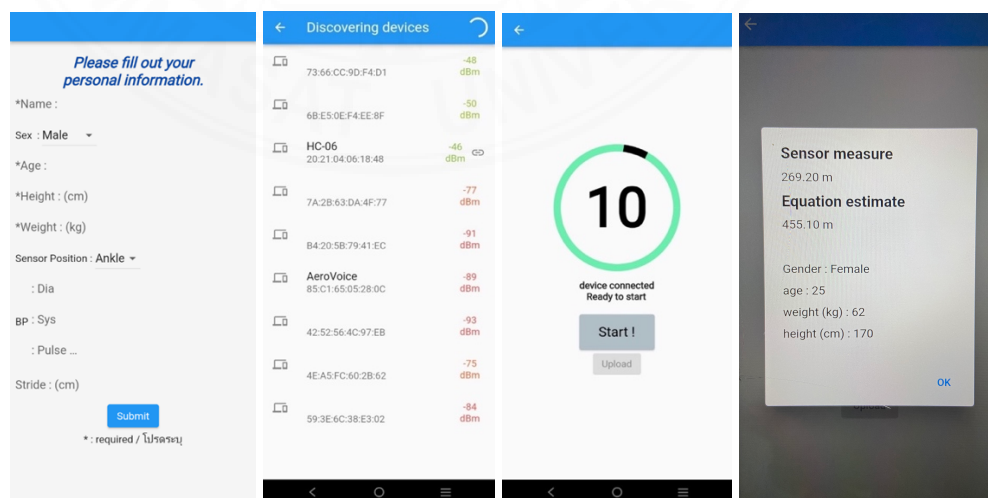 Please fill out your
personal information.
*Name :
Sex : Male
*Age :
*Height : (cm)
*Weight : (kg)
Sensor Position : Ankle
: Dia
BP : Sys
: Pulse ...
Stride : (cm)
Submit
* : required / โปรดระบุ
Discovering devices
-48
dBm
73:66:CC:9D:F4:D1
-50
dBm
6B:E5:0E:F4:EE:8F
HC-06
-46
dBm
20:21:04:06:18:48
-77
dBm
7A:2B:63:DA:4F:77
-91
dBm
B4:20:5B:79:41:EC
AeroVoice
-89
dBm
85:C1:65:05:28:0C
-93
dBm
42:52:56:4C:97:EB
-75
dBm
4E:A5:FC:60:2B:62
-84
dBm
59:3E:6C:38:E3:02
10
device connected
Ready to start
Start !
Upload
Sensor measure
269.20 m
Equation estimate
455.10 m
Gender : Female
age : 25
weight (kg) : 62
height (cm) : 170
OK